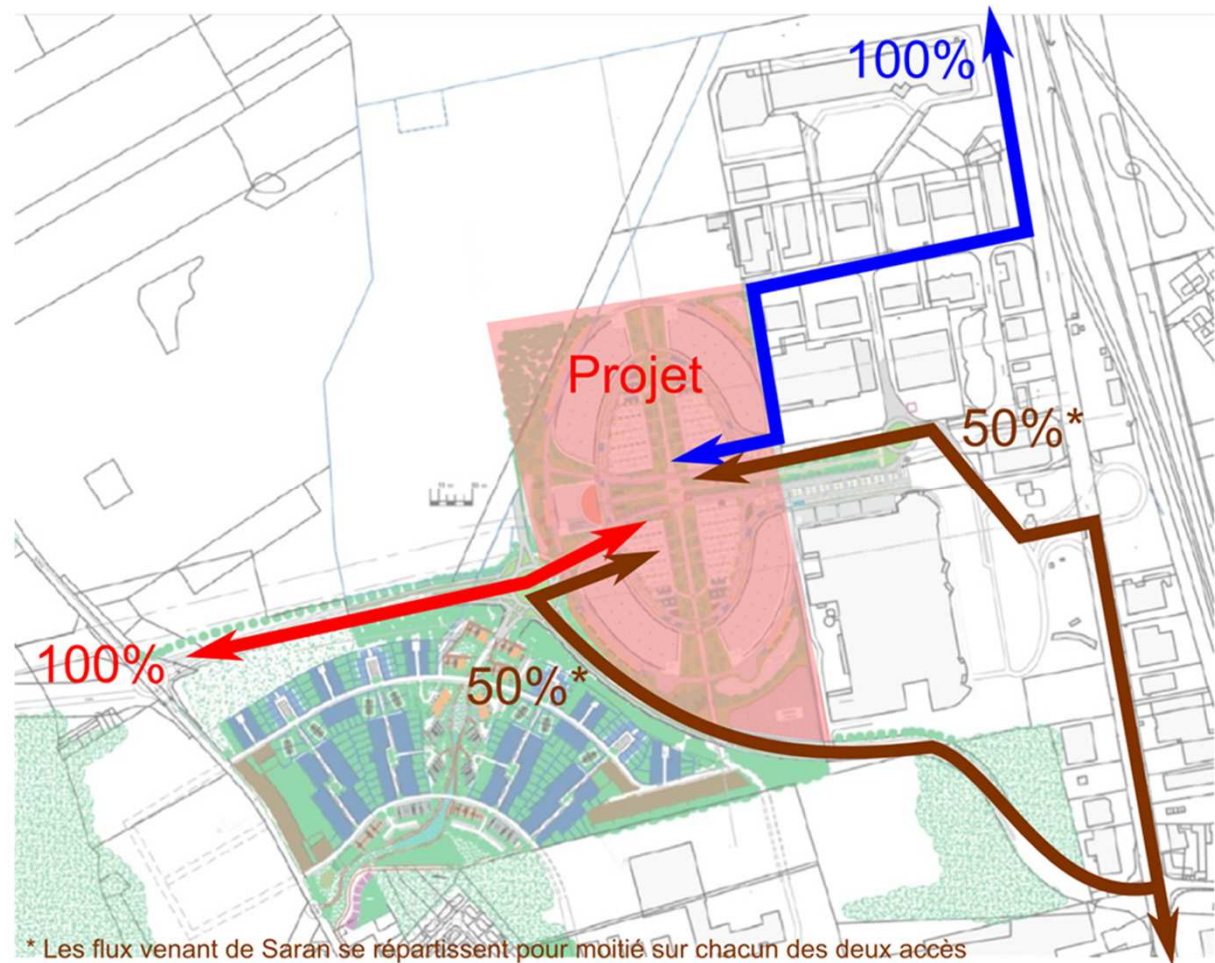 100%
Projet
50%*
100%
50%*
* Les flux venant de Saran se répartissent pour moitié sur chacun des deux accès